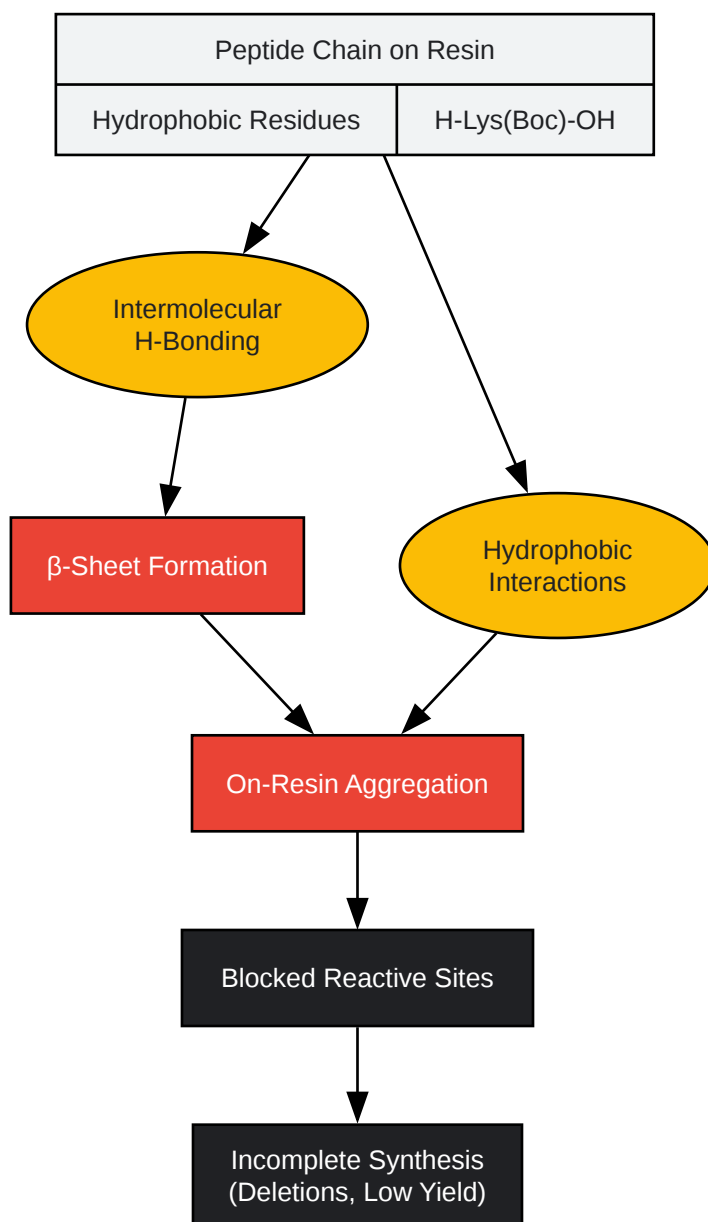 Peptide Chain on Resin
Hydrophobic Residues
H-Lys(Boc)-OH
Intermolecular
H-Bonding
β-Sheet Formation
Hydrophobic
Interactions
On-Resin Aggregation
Blocked Reactive Sites
Incomplete Synthesis
(Deletions, Low Yield)